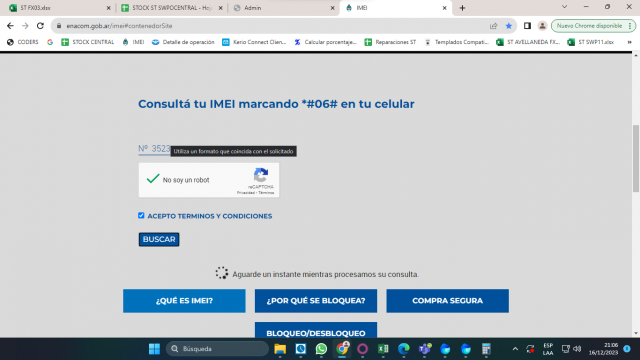 ST FX03.xlsx
STOCK ST SWPOCENTRAL - Ho
Admin
IMEI
enacom.gob.ar/imei#contenedorSite
Nuevo Chrome disponible
CODERS
STOCK CENTRAL
IMEI
Detalle de operación
Kerio Connect Clien...
Calcular porcentaje...
Reparaciones ST
Templados Compati...
ST AVELLANEDA FX...
ST SWP11.xlsx
Consultá tu IMEI marcando *#06# en tu celular
Nº 3523
Utiliza un formato que coincida con el solicitado
No soy un robot
reCAPTCHA
Privacidad - Términos
ACEPTO TERMINOS Y CONDICIONES
BUSCAR
Aguarde un instante mientras procesamos su consulta.
¿QUÉ ES IMEI?
¿POR QUÉ SE BLOQUEA?
COMPRA SEGURA
BLOQUEO/DESBLOQUEO
Búsqueda
ESP
LAA
21:06
16/12/2023